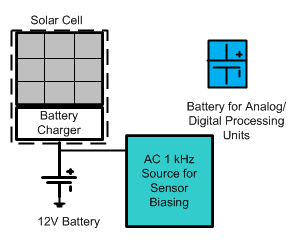 Solar Cell
Battery
Charger
+
12V Battery
AC 1 kHz
Source for
Sensor
Biasing
+
Battery for Analog/
Digital Processing
Units